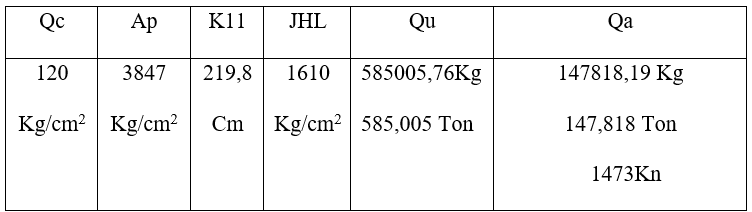 Qc Ap K11 JHL Qu Qa
120 3847 219,8 1610 585005,76Kg 147818,19 Kg
Kg/cm² Kg/cm² Cm Kg/cm² 585,005 Ton 147,818 Ton
1473Kn